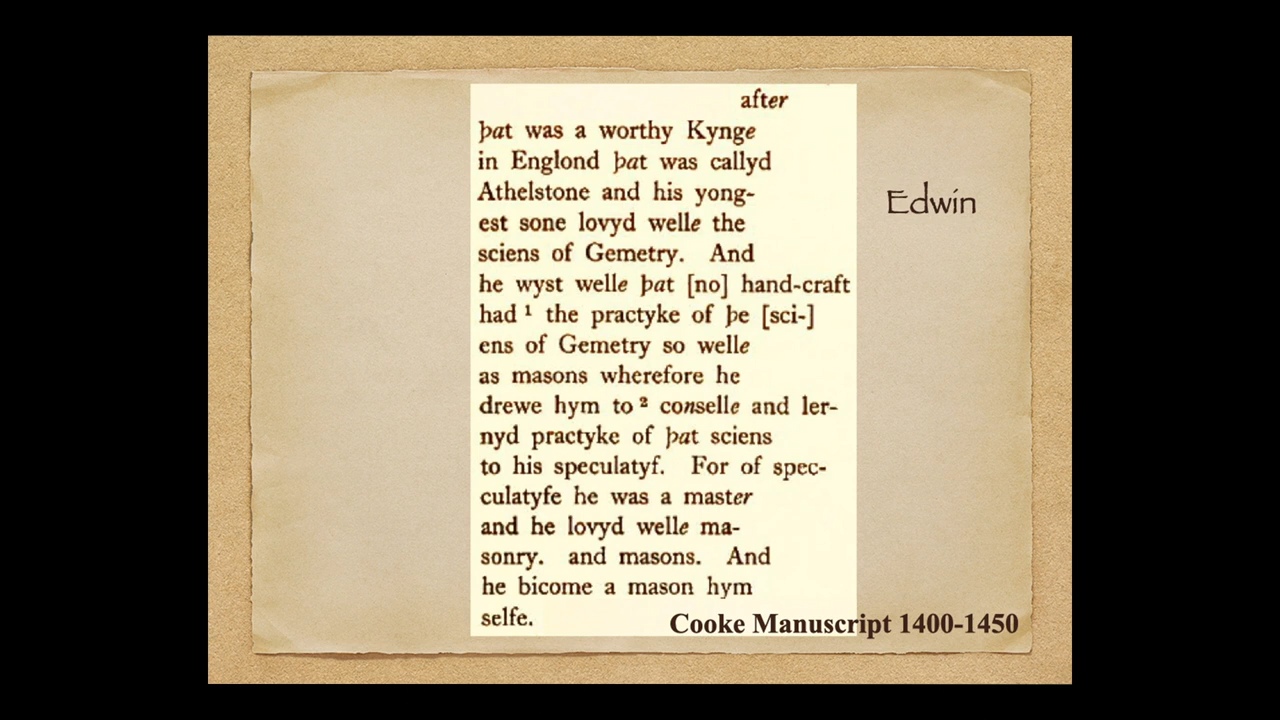 after
þat was a worthy Kynge
in Englond þat was callyd
Athelstone and his yong-
est sone lovyd welle the
sciens of Gemetry. And
he wyst welle þat [no] hand-craft
had ¹ the practyke of þe [sci-]
ens of Gemetry so welle
as masons wherefore he
drewe hym to ² conselle and ler-
nyd practyke of þat sciens
to his speculatyf. For of spec-
culatyfe he was a master
and he lovyd welle ma-
sonry. and masons. And
he bicome a mason hym
selfe.
Edwin
Cooke Manuscript 1400-1450